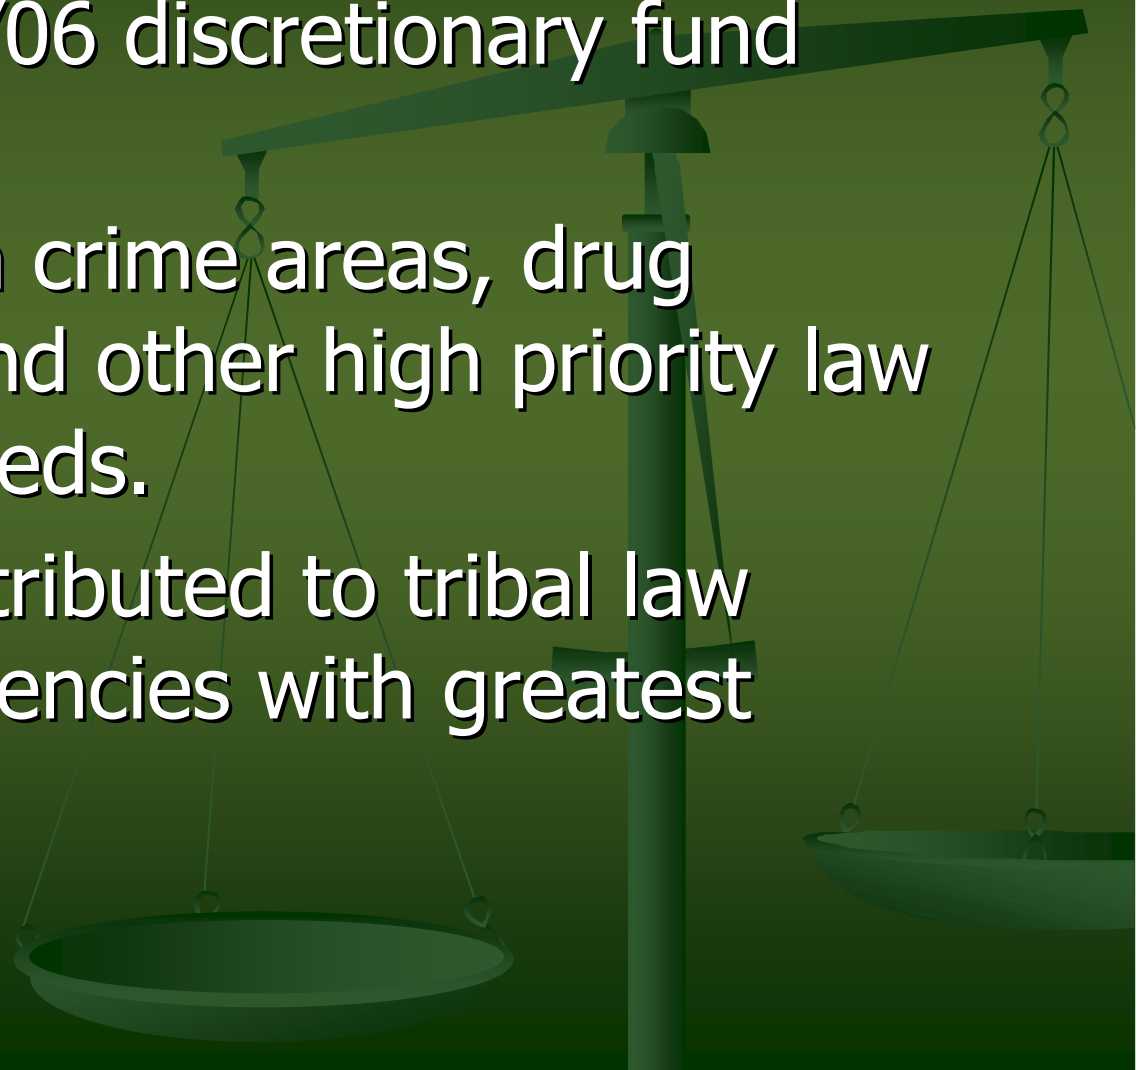 /06 discretionary fund
crime areas, drug
nd other high priority law
eds.
tributed to tribal law
encies with greatest